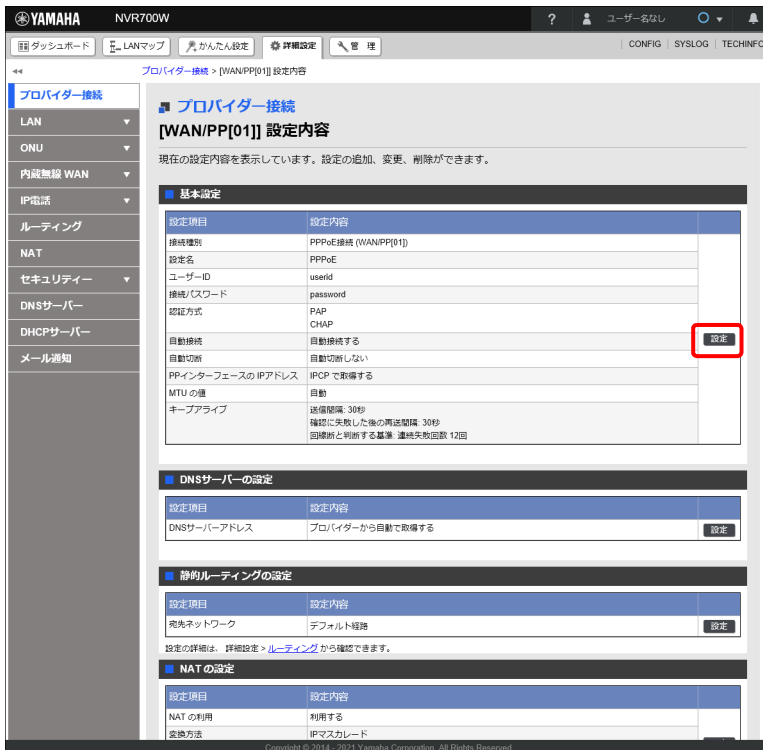 YAMAHA NVR700W ? ユーザー名なし
ダッシュボード LANマップ かんたん設定 詳細設定 管 理 CONFIG SYSLOG TECHINFO
プロバイダー接続 > [WAN/PP[01]] 設定内容
プロバイダー接続
LAN
ONU
内蔵無線 WAN
IP電話
ルーティング
NAT
セキュリティー
DNSサーバー
DHCPサーバー
メール通知
プロバイダー接続
[WAN/PP[01]] 設定内容
現在の設定内容を表示しています。設定の追加、変更、削除ができます。
基本設定
設定項目 設定内容
接続種別 PPPoE接続 (WAN/PP[01])
設定名 PPPoE
ユーザーID userid
接続パスワード password
認証方式 PAP
CHAP
自動接続 自動接続する 設定
自動切断 自動切断しない
PPインターフェースの IPアドレス IPCP で取得する
MTU の値 自動
キープアライブ 送信間隔: 30秒
確認に失敗した後の再送間隔: 30秒
回線断と判断する基準: 連続失敗回数 12回
DNSサーバーの設定
設定項目 設定内容
DNSサーバーアドレス プロバイダーから自動で取得する 設定
静的ルーティングの設定
設定項目 設定内容
宛先ネットワーク デフォルト経路 設定
設定の詳細は、 詳細設定 > ルーティング から確認できます。
NAT の設定
設定項目 設定内容
NAT の利用 利用する
変換方法 IPマスカレード
Copyright © 2014 - 2021 Yamaha Corporation. All Rights Reserved.